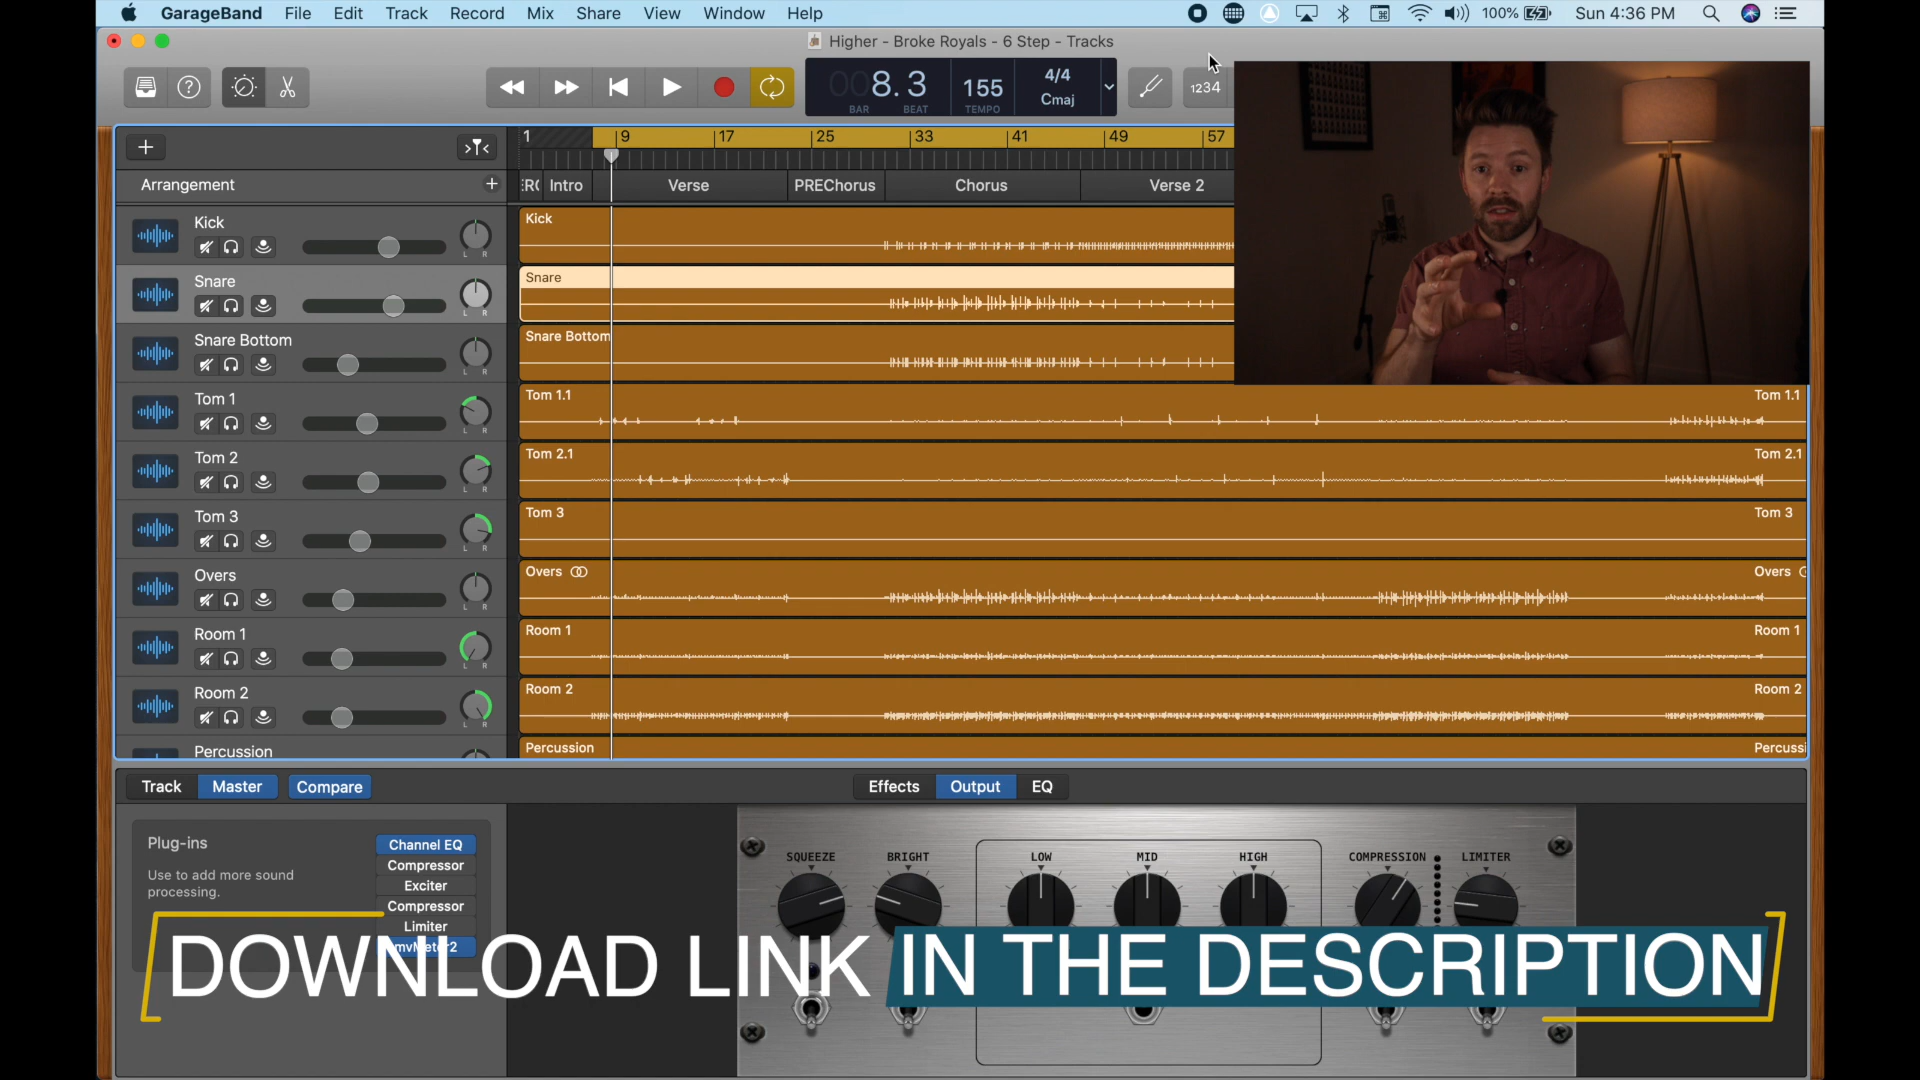 GarageBand File Edit Track Record Mix Share View Window Help 100% Sun 4:36 PM
Higher - Broke Royals - 6 Step - Tracks
008.3 155 4/4
Cmaj
BAR BEAT TEMPO
1234
1 9 17 25 33 41 49 57
Arrangement Intro Verse PREChorus Chorus Verse 2
Kick Kick
L R
Snare Snare
L R
Snare Bottom Snare Bottom
L R
Tom 1 Tom 1.1 Tom 1.1
L R
Tom 2 Tom 2.1 Tom 2.1
L R
Tom 3 Tom 3 Tom 3
L R
Overs Overs Overs
L R
Room 1 Room 1 Room 1
L R
Room 2 Room 2 Room 2
L R
Percussion Percussion Percussi
Track Master Compare Effects Output EQ
Plug-ins Channel EQ
Use to add more sound
processing.
Compressor
Exciter
Compressor
Limiter
mvMeter2
SQUEEZE BRIGHT LOW MID HIGH COMPRESSION LIMITER
DOWNLOAD LINK IN THE DESCRIPTION